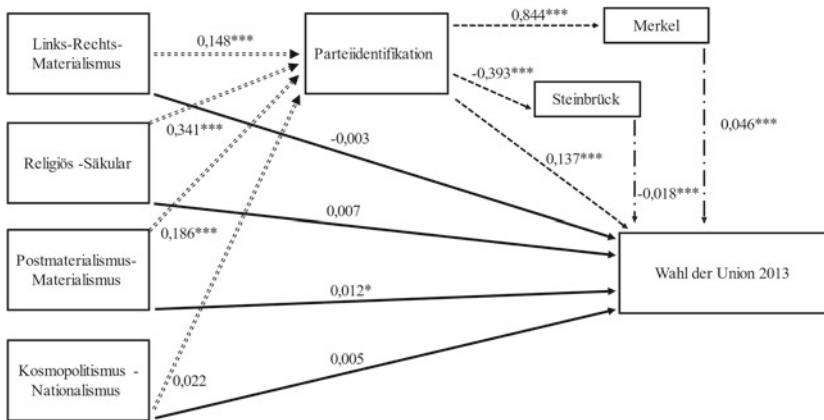 Links-Rechts-
Materialismus
0,148***
Parteiidentifikation
0,844***
Merkel
-0,393***
Steinbrück
0,341***
-0,003
0,046***
Religiös -Säkular
0,137***
0,007
-0,018***
0,186***
Postmaterialismus-
Materialismus
0,012*
Wahl der Union 2013
Kosmopolitismus -
Nationalismus
0,022
0,005